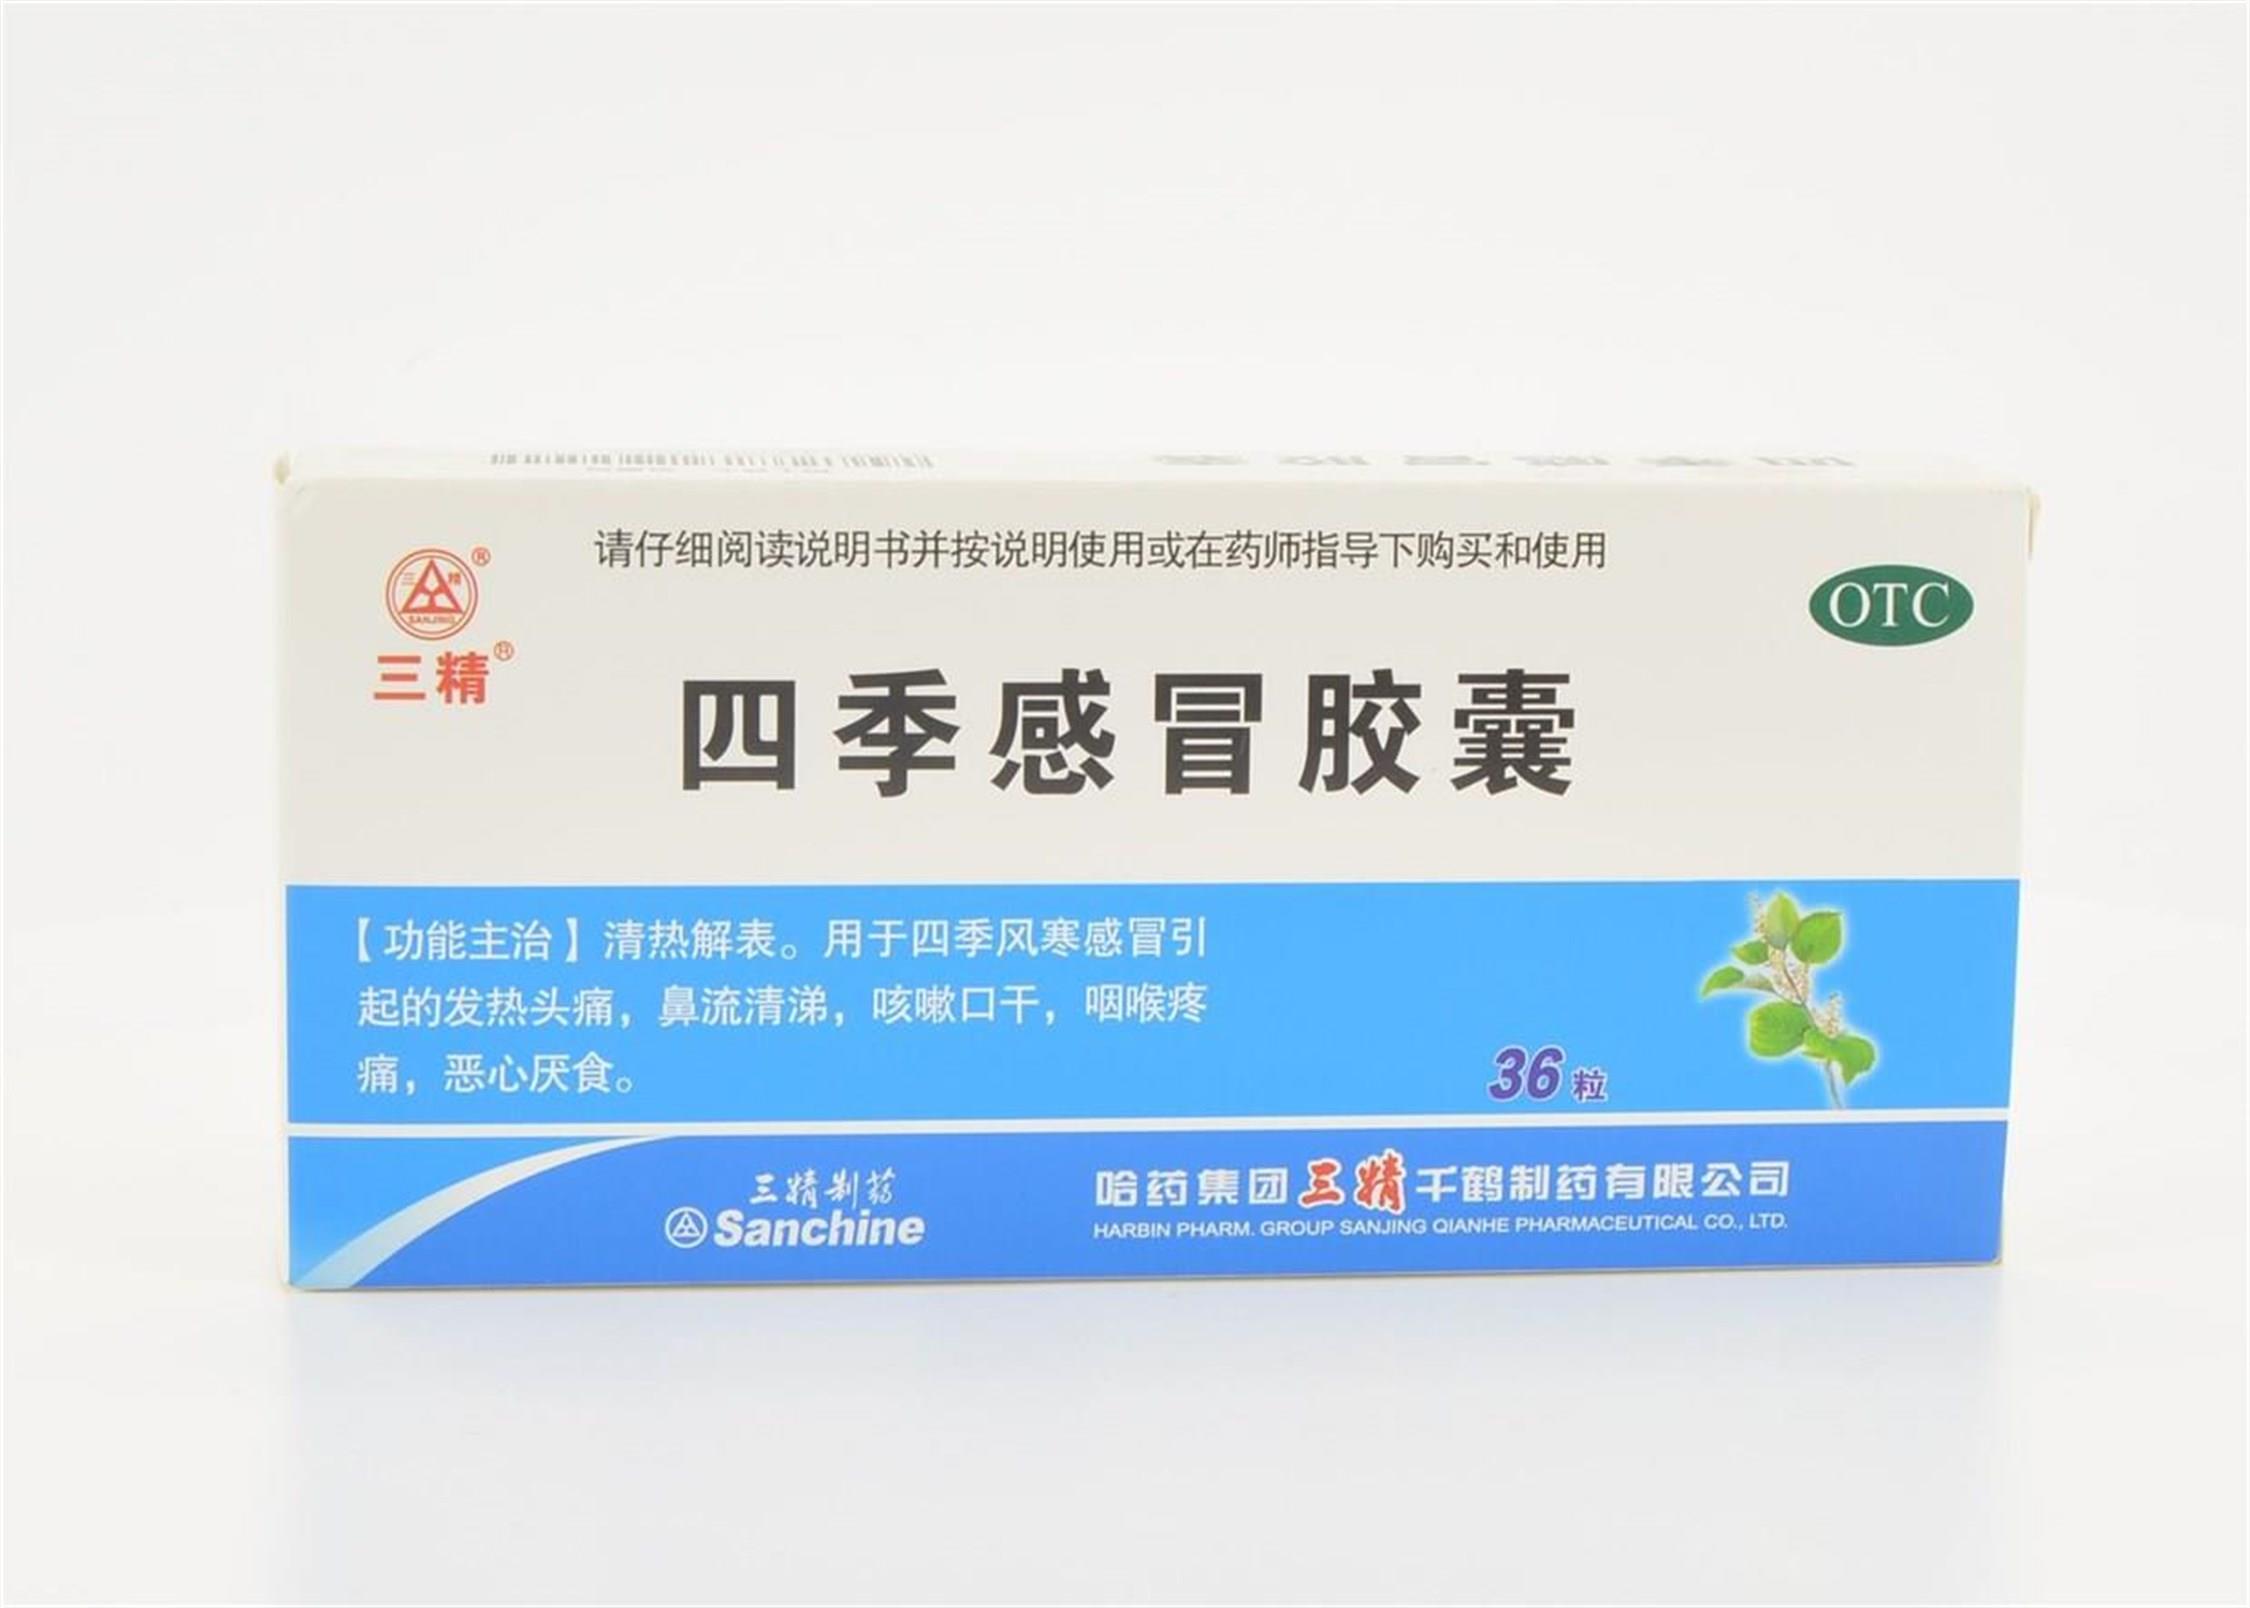 请仔细阅读说明书并按说明使用或在药师指导下购买和使用
三精
SANJING
®
三精®
OTC
四季感冒胶囊
【功能主治】清热解表。用于四季风寒感冒引
起的发热头痛，鼻流清涕，咳嗽口干，咽喉疼
痛，恶心厌食。
36粒
三精制药
Sanchine
哈药集团三精千鹤制药有限公司
HARBIN PHARM. GROUP SANJING QIANHE PHARMACEUTICAL CO., LTD.